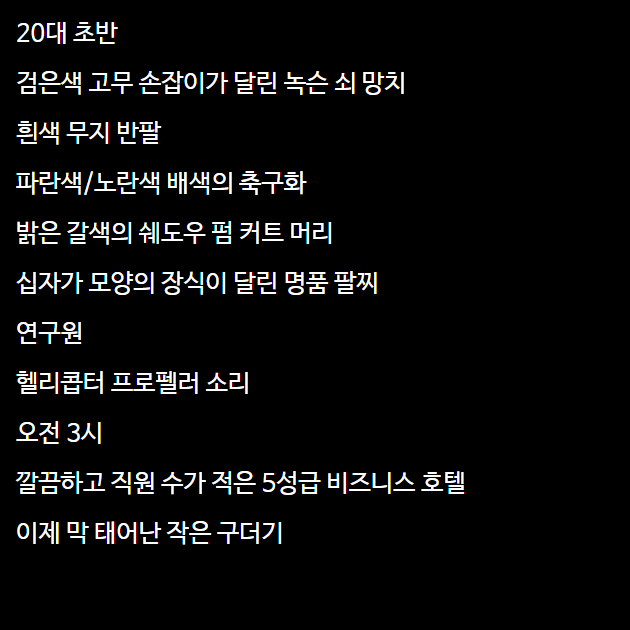 20대 초반
검은색 고무 손잡이가 달린 녹슨 쇠 망치
흰색 무지 반팔
파란색/노란색 배색의 축구화
밝은 갈색의 쉐도우 펌 커트 머리
십자가 모양의 장식이 달린 명품 팔찌
연구원
헬리콥터 프로펠러 소리
오전 3시
깔끔하고 직원 수가 적은 5성급 비즈니스 호텔
이제 막 태어난 작은 구더기